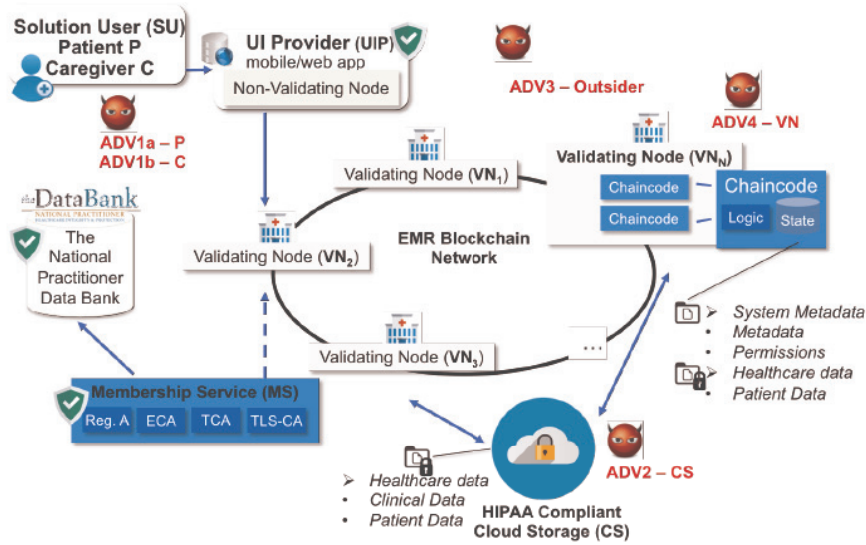 Solution User (SU)
Patient P
Caregiver C
UI Provider (UIP)
mobile/web app
Non-Validating Node
ADV1a – P
ADV1b – C
ADV3 – Outsider
ADV4 – VN
Validating Node (VN1)
Validating Node (VNN)
Chaincode
Chaincode
Chaincode
Logic
State
the DataBank
NATIONAL PRACTITIONER
The
National
Practitioner
Data Bank
Validating Node (VN2)
EMR Blockchain
Network
Validating Node (VN3)
...
➢ System Metadata
• Metadata
• Permissions
➢ Healthcare data
• Patient Data
Membership Service (MS)
Reg. A
ECA
TCA
TLS-CA
➢ Healthcare data
• Clinical Data
• Patient Data
HIPAA Compliant
Cloud Storage (CS)
ADV2 – CS